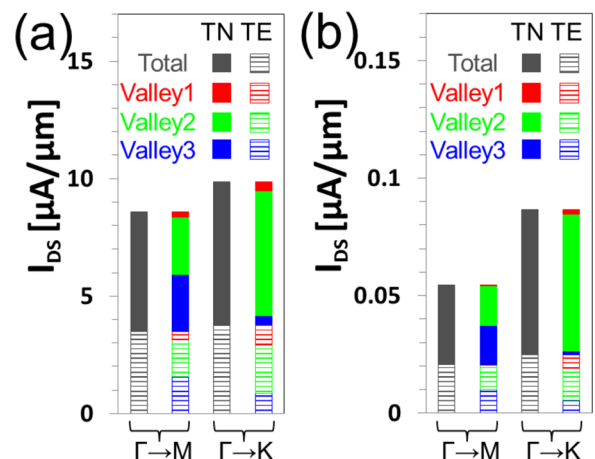 (a)
TN TE
Total
Valley1
Valley2
Valley3
15
10
5
0
I_DS [µA/µm]
Γ→M Γ→K
(b)
TN TE
Total
Valley1
Valley2
Valley3
0.15
0.1
0.05
0
I_DS [µA/µm]
Γ→M Γ→K